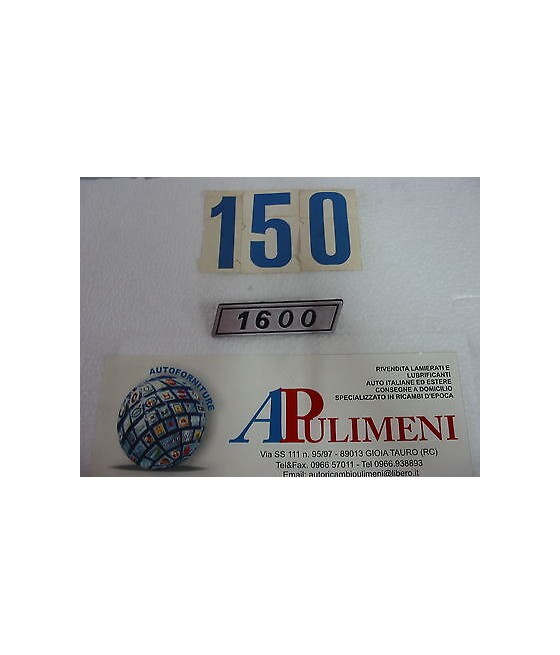 150
1600
AUTOFORNITURE
RIVENDITA LAMIERATI E
LUBRIFICANTI
AUTO ITALIANE ED ESTERE
CONSEGNE A DOMICILIO
SPECIALIZZATO IN RICAMBI D'EPOCA
APULIMENI
Via SS 111 n. 95/97 - 89013 GIOIA TAURO (RC)
Tel&Fax. 0966 57011 - Tel 0966.938893
Email: autoricambioulimeni@libero.it